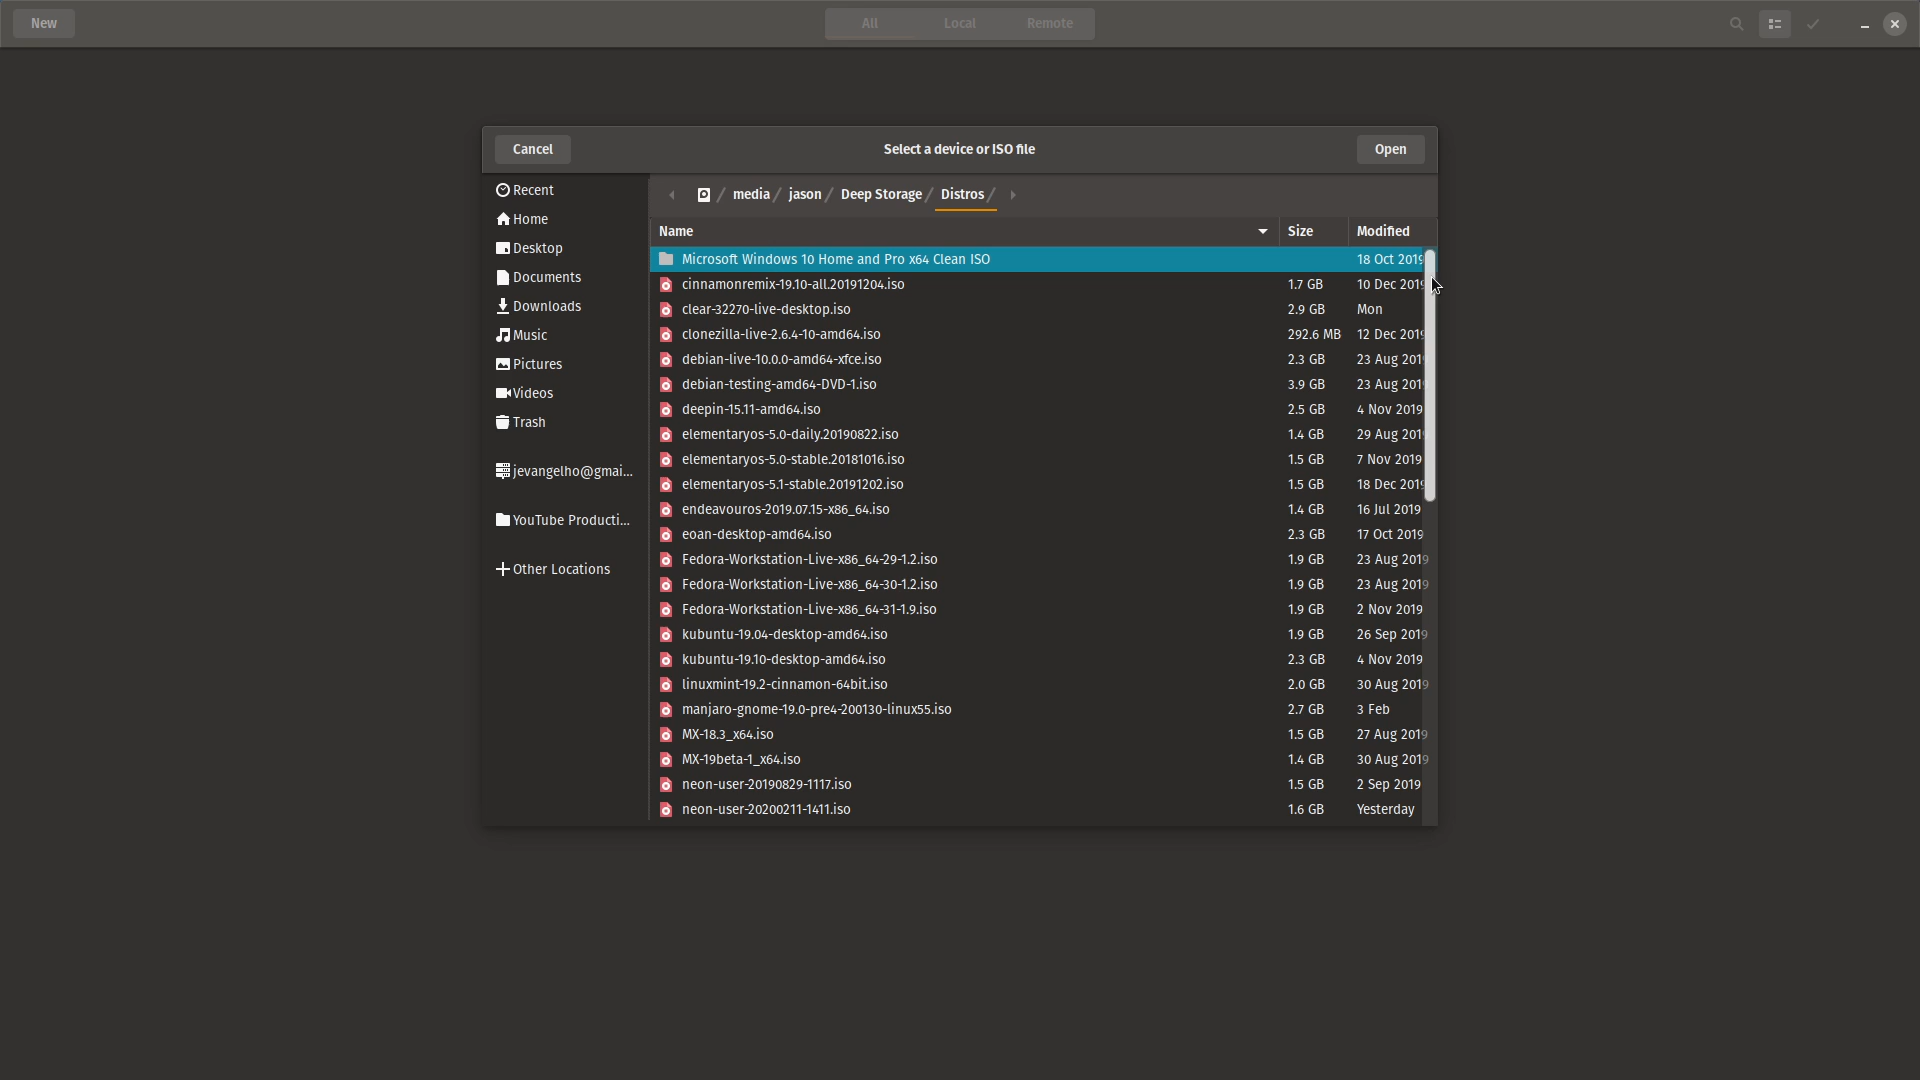 New
All Local Remote
Cancel Select a device or ISO file Open
Recent
Home
Desktop
Documents
Downloads
Music
Pictures
Videos
Trash
jevangelho@gmai...
YouTube Producti...
Other Locations
media / jason / Deep Storage / Distros /
Name Size Modified
Microsoft Windows 10 Home and Pro x64 Clean ISO 18 Oct 2019
cinnamonremix-19.10-all.20191204.iso 1.7 GB 10 Dec 2019
clear-32270-live-desktop.iso 2.9 GB Mon
clonezilla-live-2.6.4-10-amd64.iso 292.6 MB 12 Dec 2019
debian-live-10.0.0-amd64-xfce.iso 2.3 GB 23 Aug 2019
debian-testing-amd64-DVD-1.iso 3.9 GB 23 Aug 2019
deepin-15.11-amd64.iso 2.5 GB 4 Nov 2019
elementaryos-5.0-daily.20190822.iso 1.4 GB 29 Aug 2019
elementaryos-5.0-stable.20181016.iso 1.5 GB 7 Nov 2019
elementaryos-5.1-stable.20191202.iso 1.5 GB 18 Dec 2019
endeavouros-2019.07.15-x86_64.iso 1.4 GB 16 Jul 2019
eoan-desktop-amd64.iso 2.3 GB 17 Oct 2019
Fedora-Workstation-Live-x86_64-29-1.2.iso 1.9 GB 23 Aug 2019
Fedora-Workstation-Live-x86_64-30-1.2.iso 1.9 GB 23 Aug 2019
Fedora-Workstation-Live-x86_64-31-1.9.iso 1.9 GB 2 Nov 2019
kubuntu-19.04-desktop-amd64.iso 1.9 GB 26 Sep 2019
kubuntu-19.10-desktop-amd64.iso 2.3 GB 4 Nov 2019
linuxmint-19.2-cinnamon-64bit.iso 2.0 GB 30 Aug 2019
manjaro-gnome-19.0-pre4-200130-linux55.iso 2.7 GB 3 Feb
MX-18.3_x64.iso 1.5 GB 27 Aug 2019
MX-19beta-1_x64.iso 1.4 GB 30 Aug 2019
neon-user-20190829-1117.iso 1.5 GB 2 Sep 2019
neon-user-20200211-1411.iso 1.6 GB Yesterday